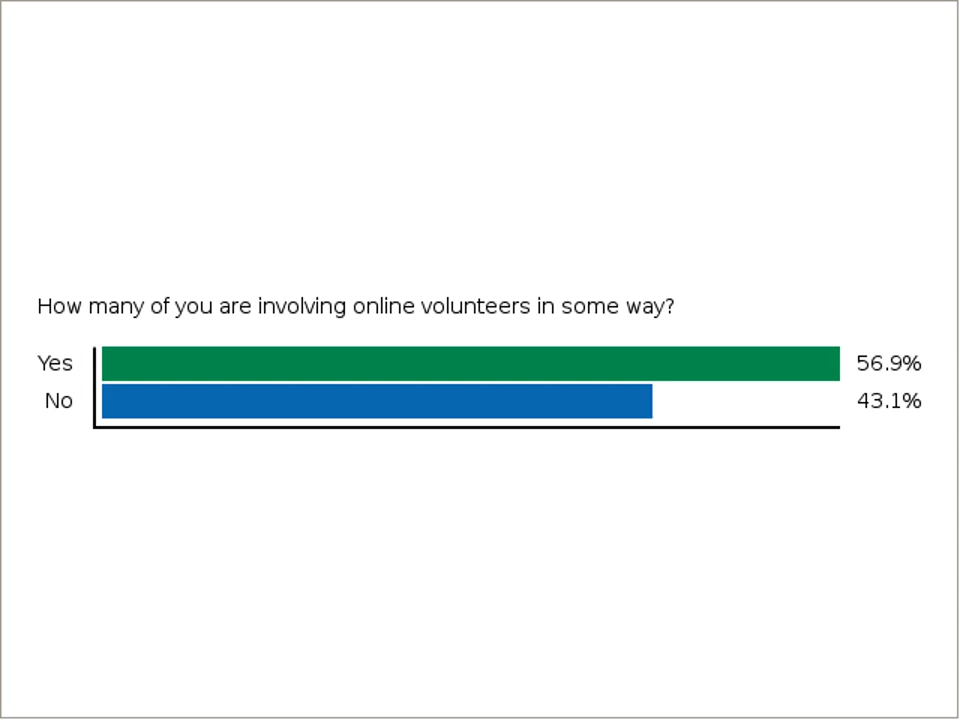 How many of you are involving online volunteers in some way?
Yes 56.9%
No 43.1%